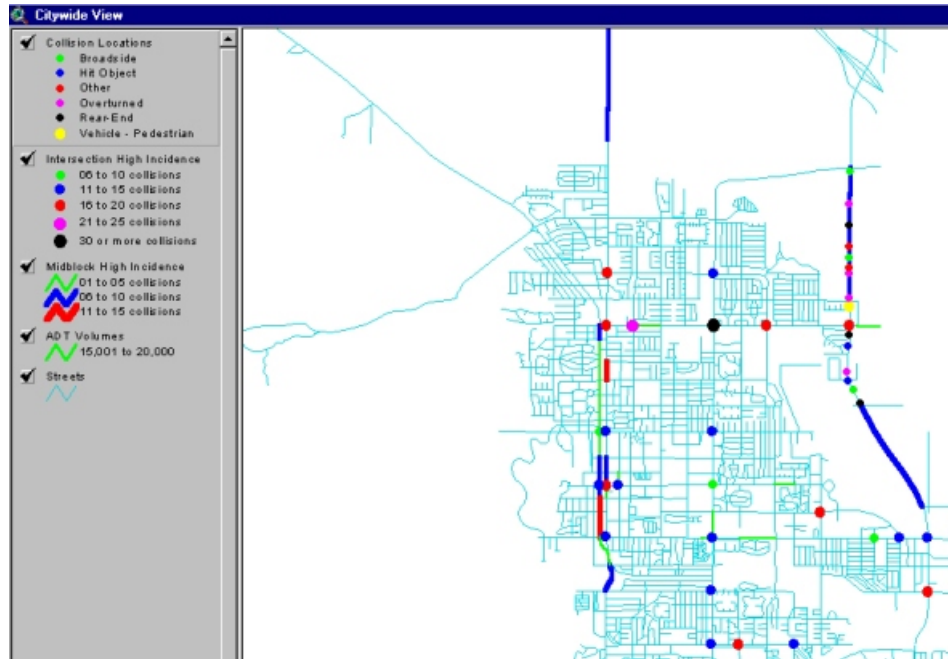 Citywide View
Collision Locations
Broadside
Hit Object
Other
Overturned
Rear-End
Vehicle - Pedestrian
Intersection High Incidence
06 to 10 collisions
11 to 15 collisions
16 to 20 collisions
21 to 25 collisions
30 or more collisions
Midblock High Incidence
01 to 05 collisions
06 to 10 collisions
11 to 15 collisions
ADT Volumes
15,001 to 20,000
Streets